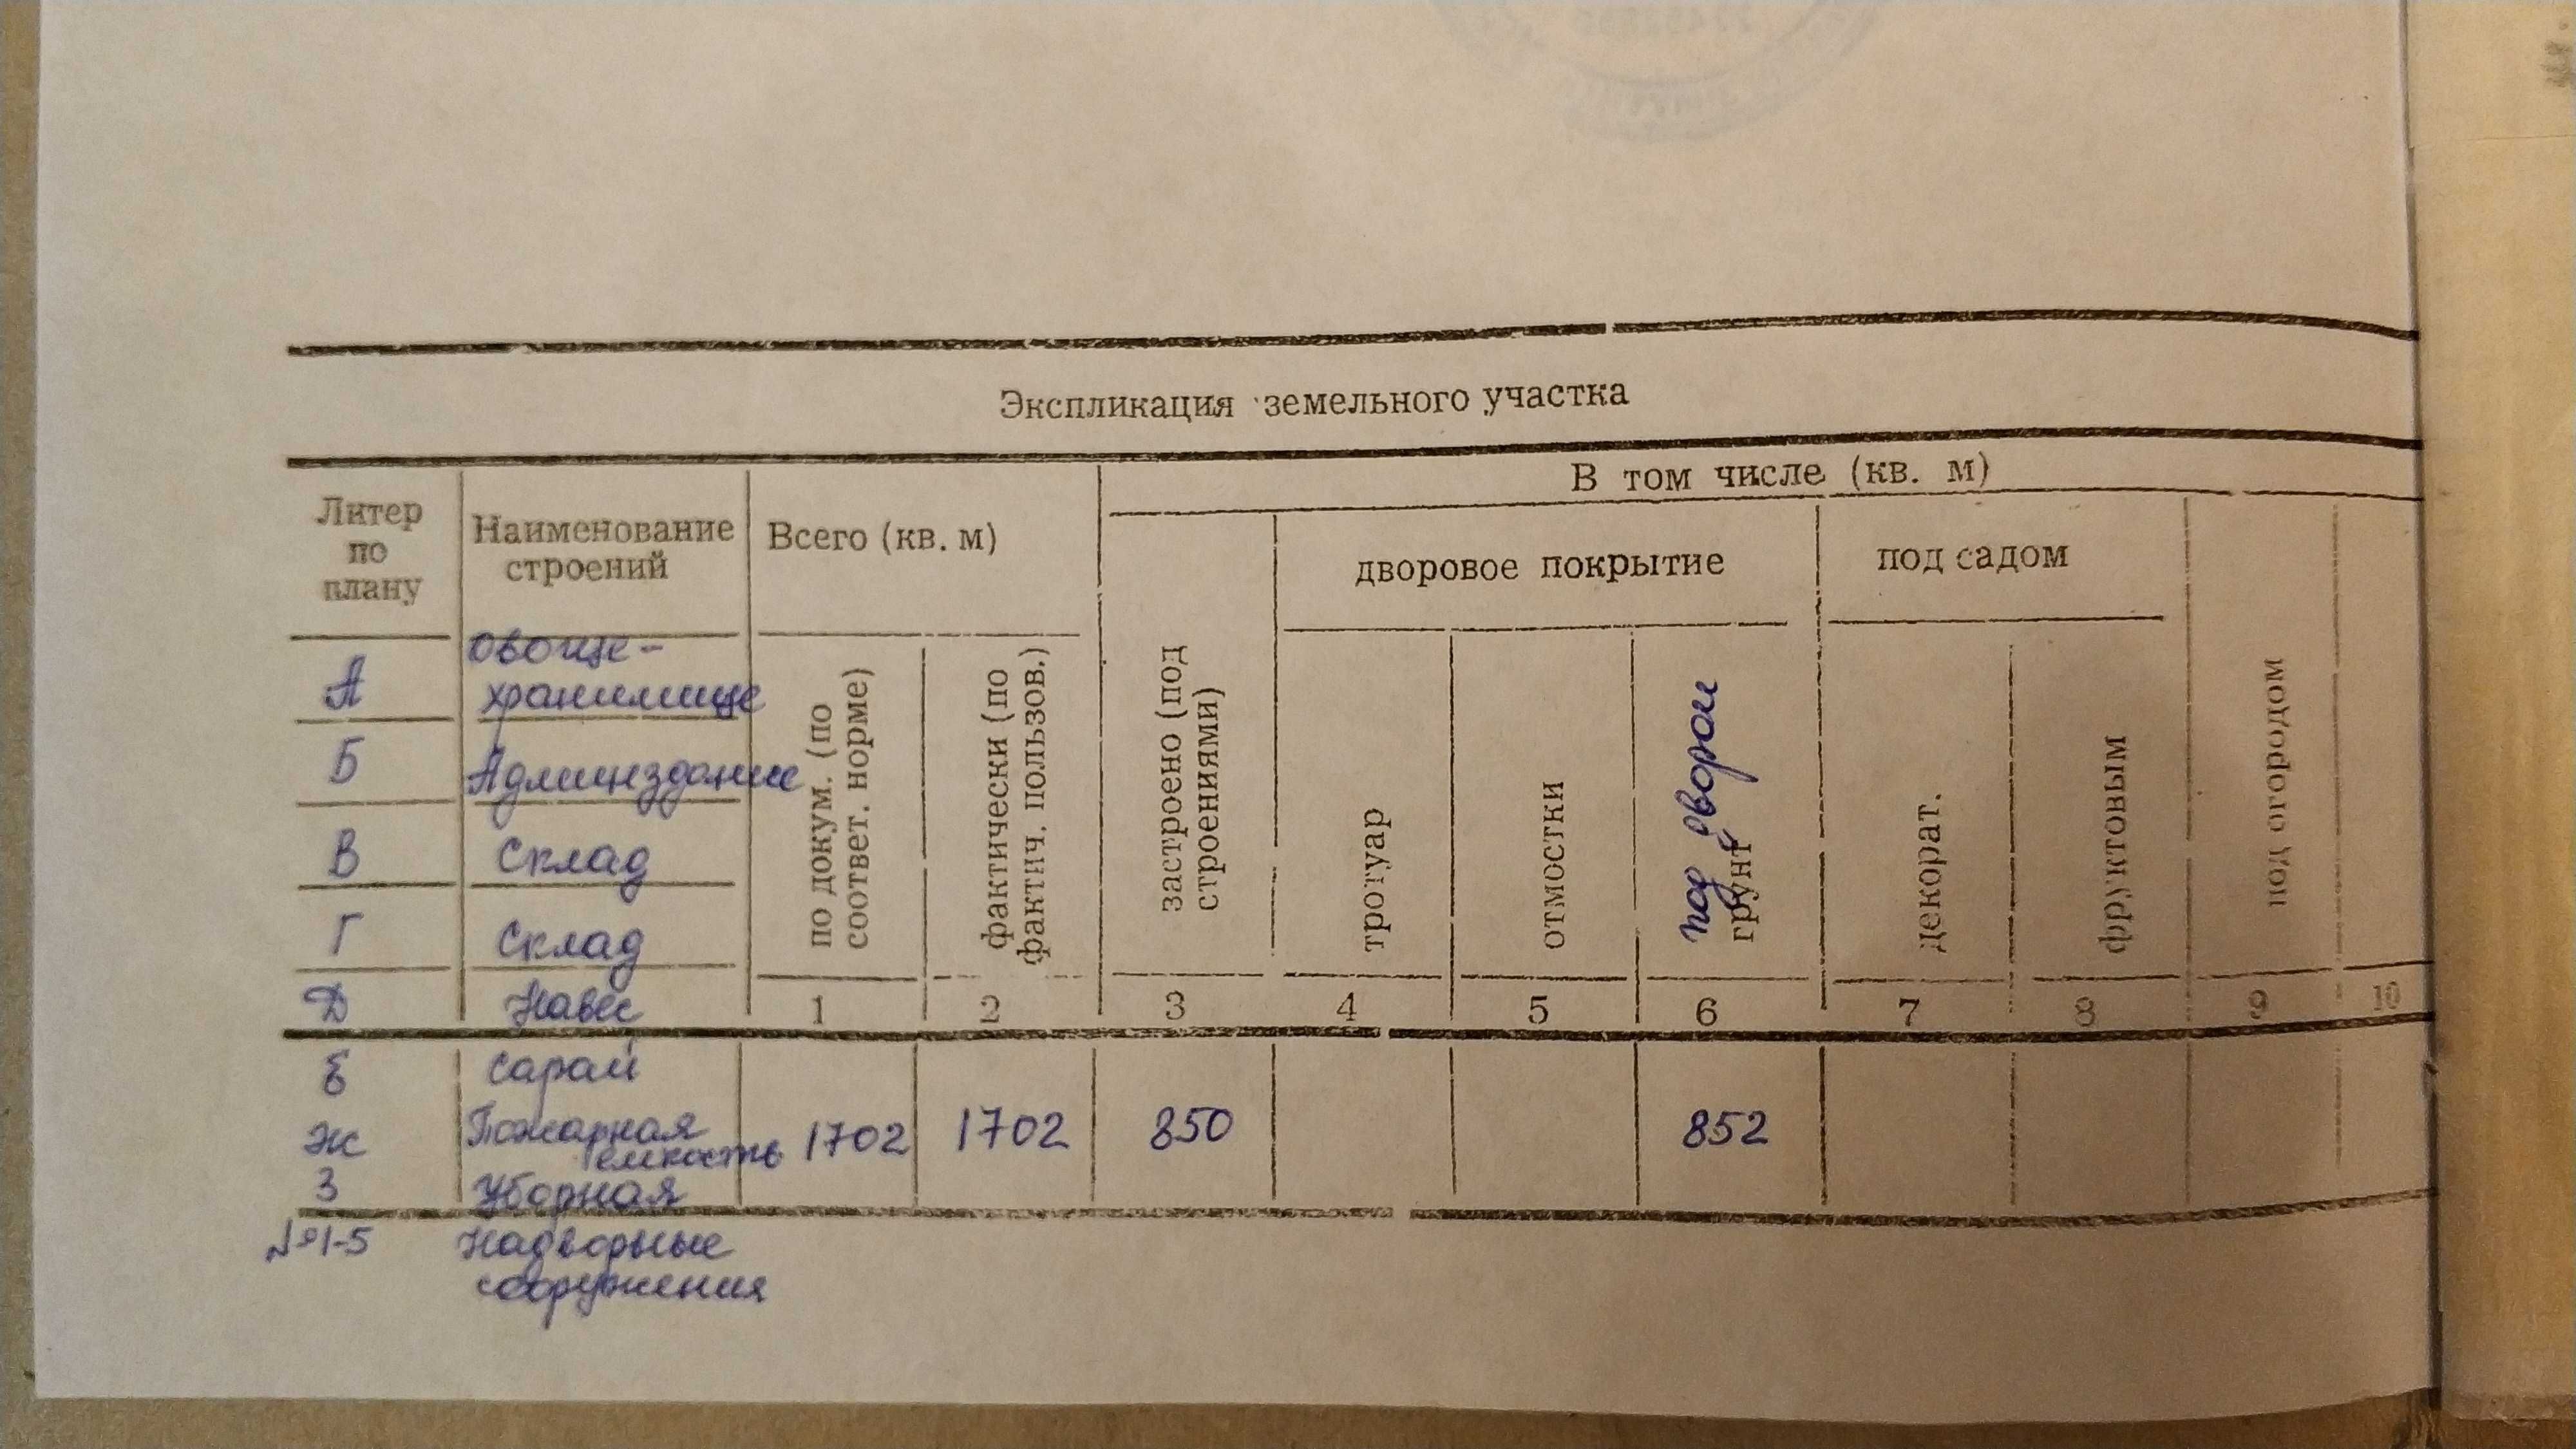 Экспликация земельного участка
В том числе (кв. м)
Литер
по
плану
Наименование
строений
Всего (кв. м)
дворовое покрытие
под садом
по докум. (по
соответ. норме)
фактически (по
фактич. пользов.)
застроено (под
строениями)
тротуар
отмостки
под двором
грунт
декорат.
фруктовым
под огородом
1 2 3 4 5 6 7 8 9 10
А овоще-
хранилище
Б Админздание
В Склад
Г Склад
Д Навес
Е сарай
Ж Пожарная
емкость
1702 1702 850 852
З Уборная
№1-5 Надворные
сооружения